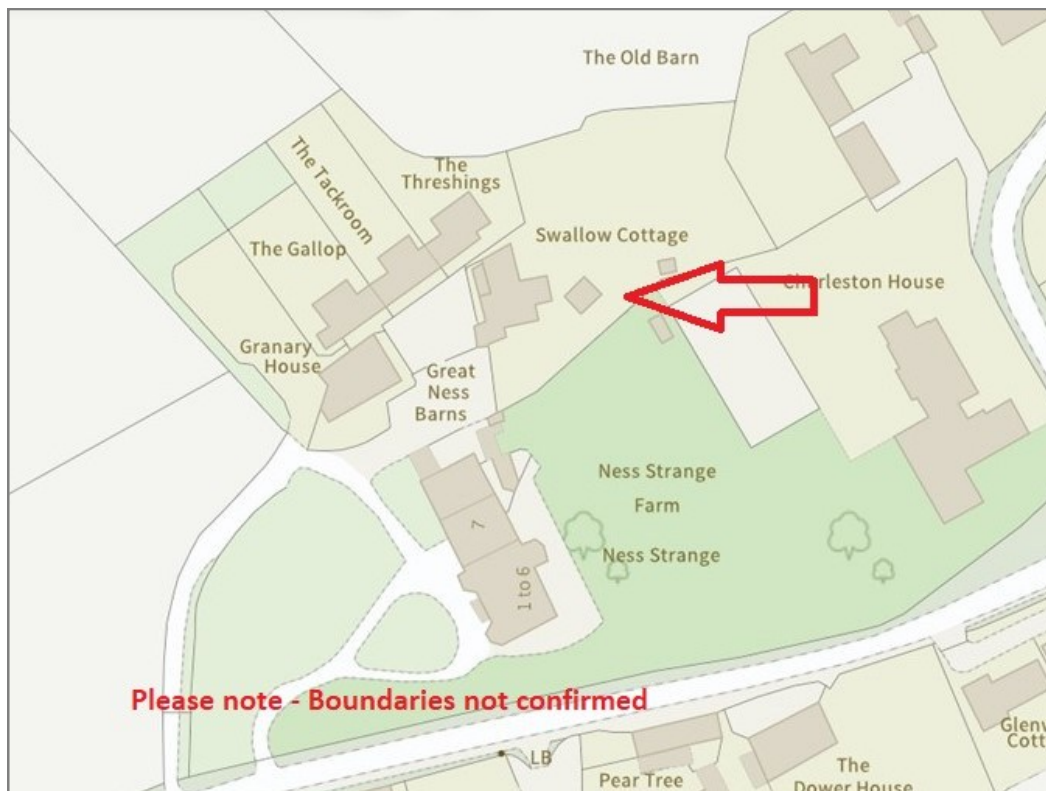 The Old Barn
The
Threshings
The Tackroom
Swallow Cottage
The Gallop
Charleston House
Granary
House
Great
Ness
Barns
Ness Strange
Farm
7
Ness Strange
1 to 6
Please note - Boundaries not confirmed
LB
Glenv
Cott
Pear Tree
The
Dower House